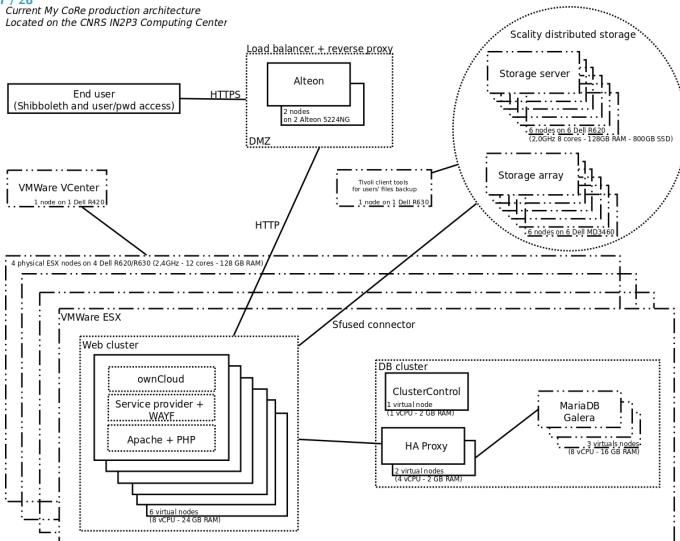 / 28
Current My CoRe production architecture
Located on the CNRS IN2P3 Computing Center
Scality distributed storage
Load balancer + reverse proxy
Alteon
2 nodes
on 2 Alteon 5224NG
DMZ
Storage server
6 nodes on 6 Dell R620
(2,0GHz 8 cores - 128GB RAM - 800GB SSD)
End user
(Shibboleth and user/pwd access)
HTTPS
Storage array
6 nodes on 6 Dell MD3460
VMWare VCenter
1 node on 1 Dell R420
Tivoli client tools
for users' files backup
1 node on 1 Dell R630
HTTP
4 physical ESX nodes on 4 Dell R620/R630 (2,4GHz - 12 cores - 128 GB RAM)
VMWare ESX
Sfused connector
Web cluster
ownCloud
Service provider +
WAYF
Apache + PHP
6 virtual nodes
(8 vCPU - 24 GB RAM)
DB cluster
ClusterControl
1 virtual node
(1 vCPU - 2 GB RAM)
HA Proxy
2 virtual nodes
(4 vCPU - 2 GB RAM)
MariaDB
Galera
3 virtuals nodes
(8 vCPU - 16 GB RAM)